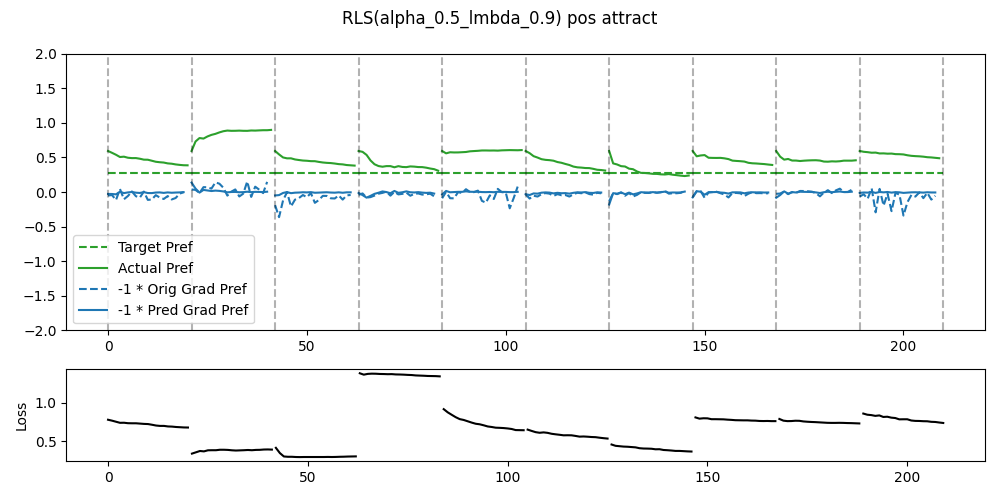 RLS(alpha_0.5_lmbda_0.9) pos attract
2.0
1.5
1.0
0.5
0.0
−0.5
−1.0
−1.5
−2.0
Target Pref
Actual Pref
-1 * Orig Grad Pref
-1 * Pred Grad Pref
0 50 100 150 200
Loss
1.0
0.5
0 50 100 150 200